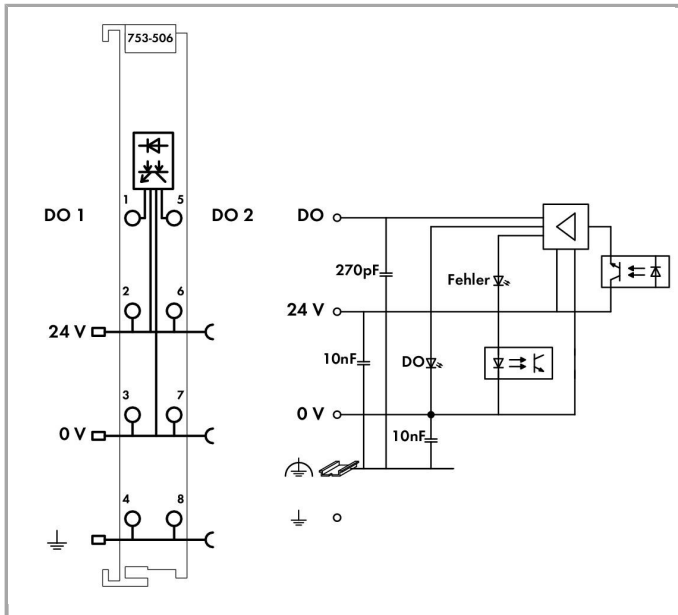 753-506
1 5
DO 1 DO 2 DO
270pF Fehler
2 6
24 V 24 V
10nF DO
3 7
0 V 0 V
10nF
4 8